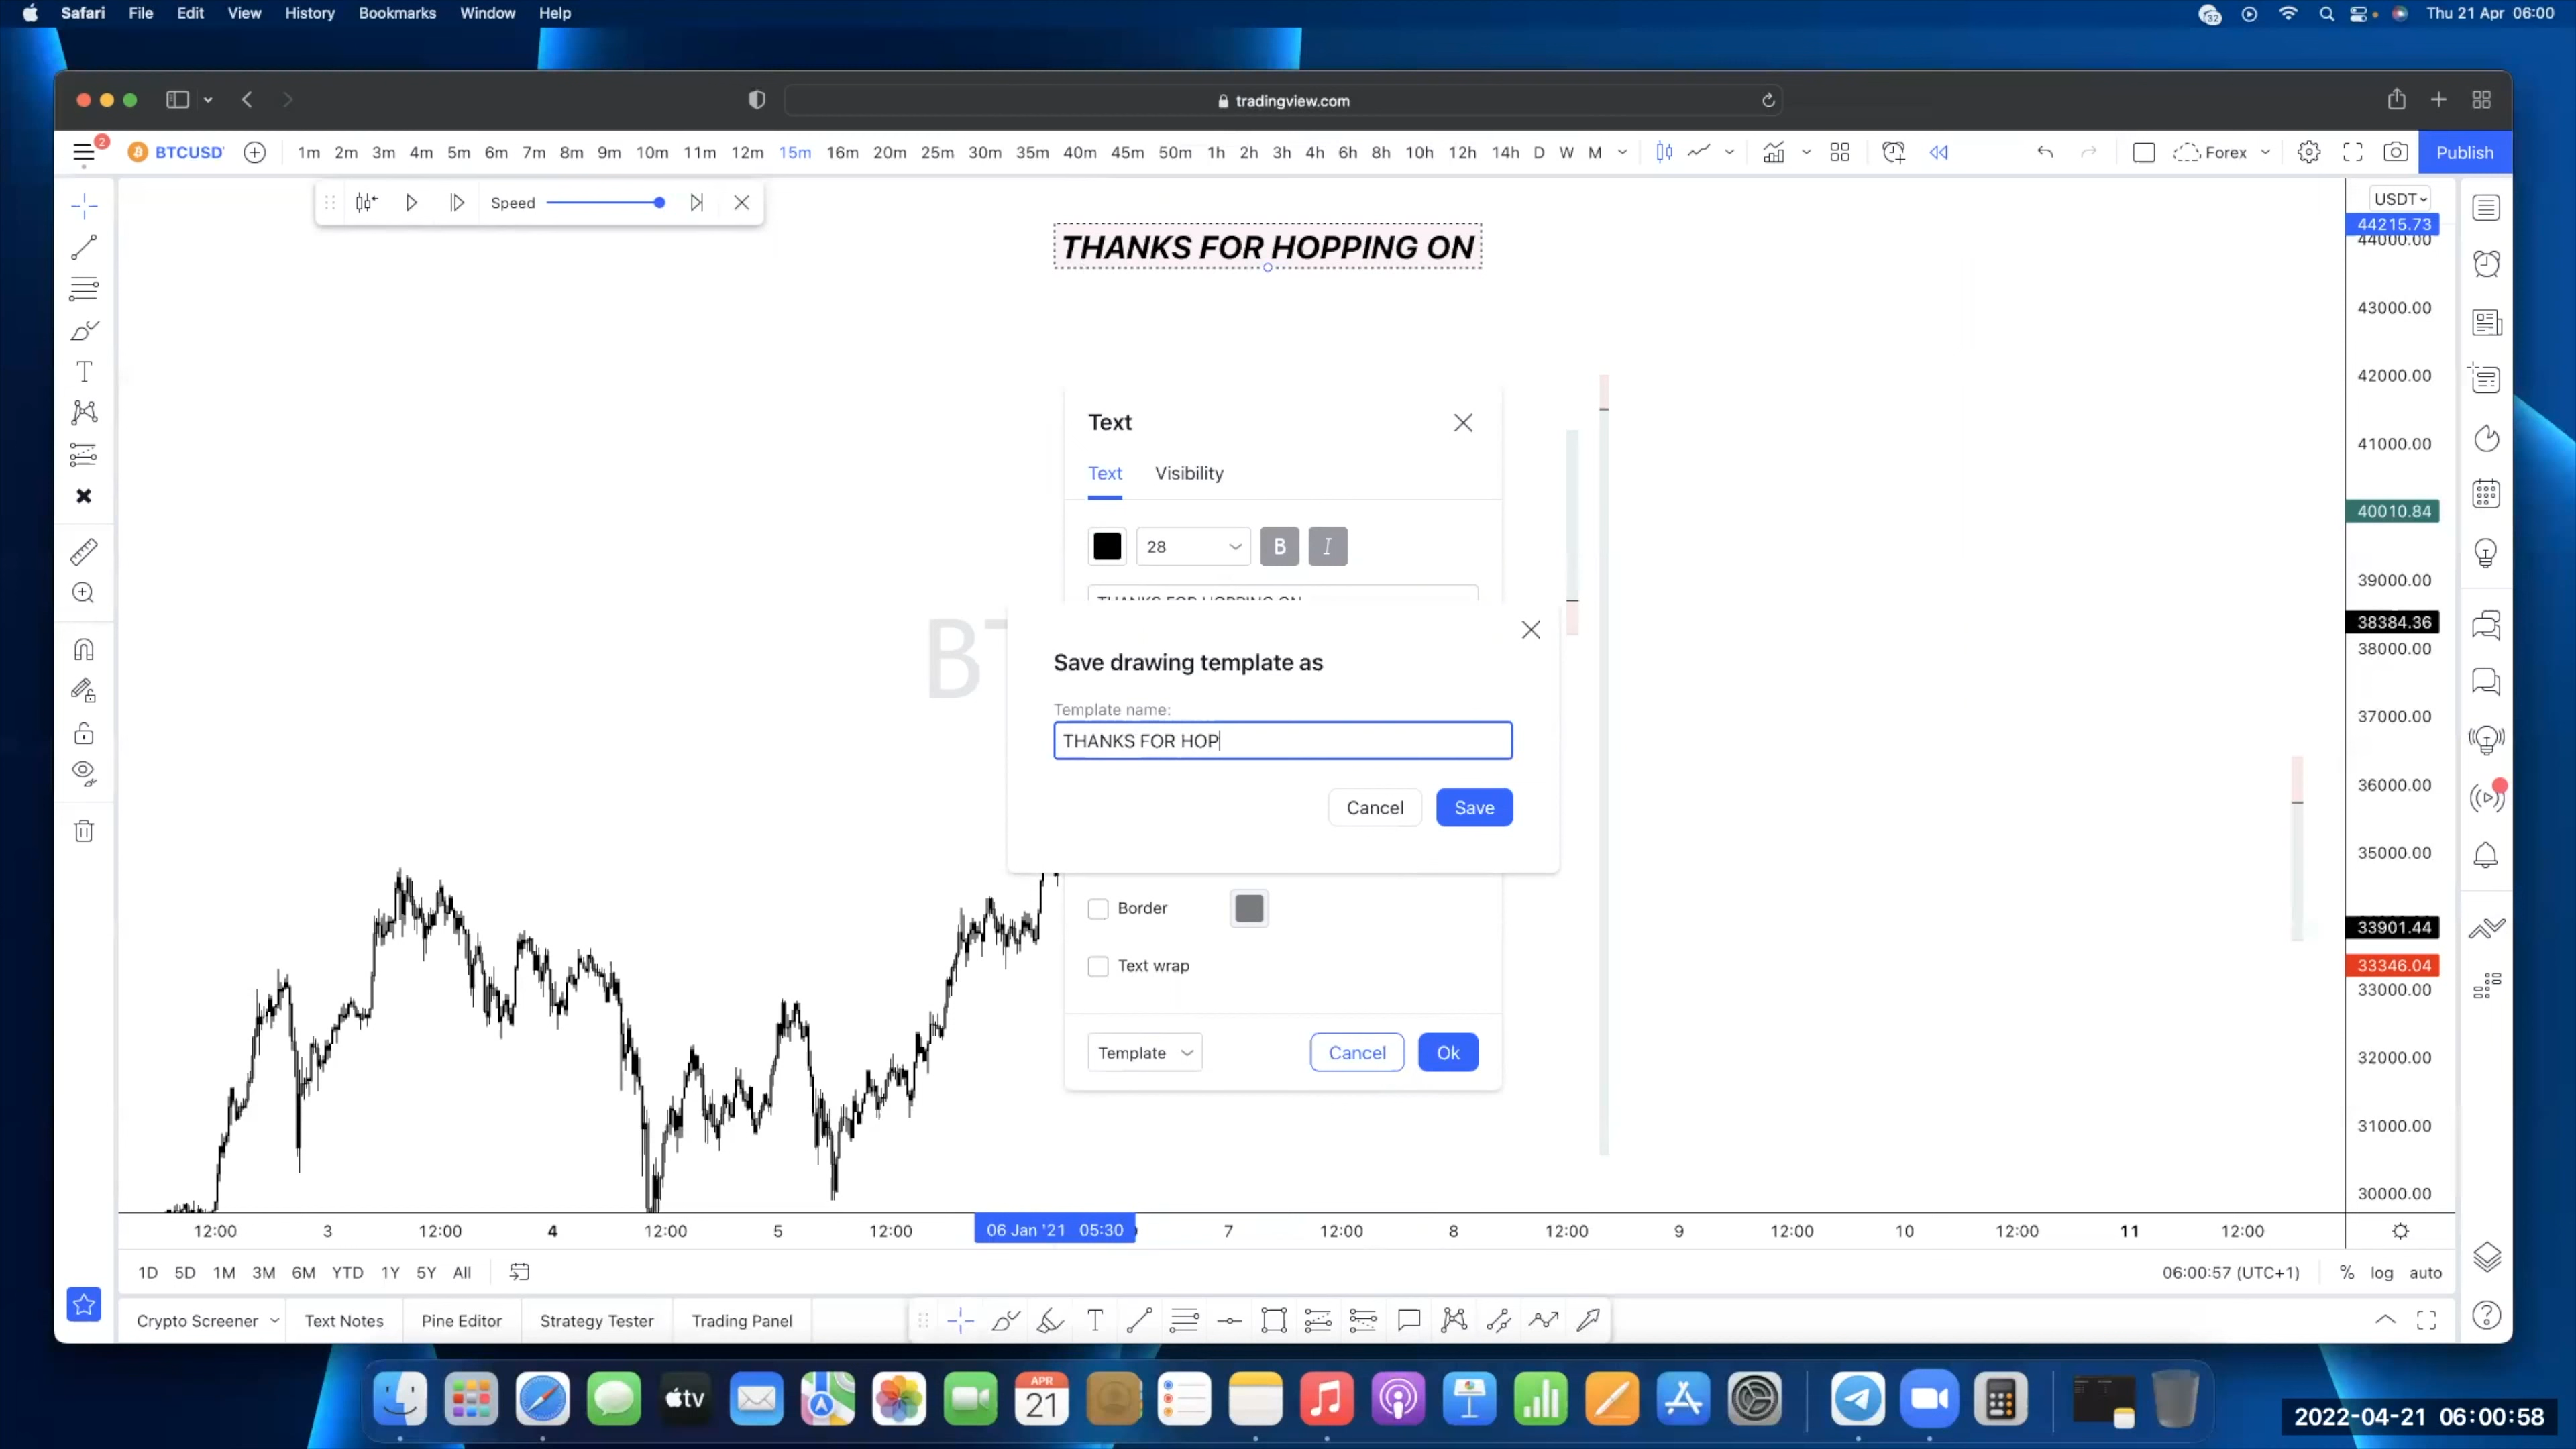 Safari File Edit View History Bookmarks Window Help
32
Thu 21 Apr 06:00
tradingview.com
2
BTCUSD
1m 2m 3m 4m 5m 6m 7m 8m 9m 10m 11m 12m 15m 16m 20m 25m 30m 35m 40m 45m 50m 1h 2h 3h 4h 6h 8h 10h 12h 14h D W M
Forex
Publish
Speed
THANKS FOR HOPPING ON
USDT
44215.73
44000.00
43000.00
42000.00
41000.00
40010.84
39000.00
38384.36
38000.00
37000.00
36000.00
35000.00
33901.44
33346.04
33000.00
32000.00
31000.00
30000.00
Text
Text Visibility
28 B I
THANKS FOR HOPPING ON
Save drawing template as
Template name:
THANKS FOR HOP
Cancel Save
Border
Text wrap
Template Cancel Ok
12:00 3 12:00 4 12:00 5 12:00 06 Jan '21 05:30 7 12:00 8 12:00 9 12:00 10 12:00 11 12:00
1D 5D 1M 3M 6M YTD 1Y 5Y All
06:00:57 (UTC+1) % log auto
Crypto Screener Text Notes Pine Editor Strategy Tester Trading Panel
tv
APR
21
2022-04-21 06:00:58